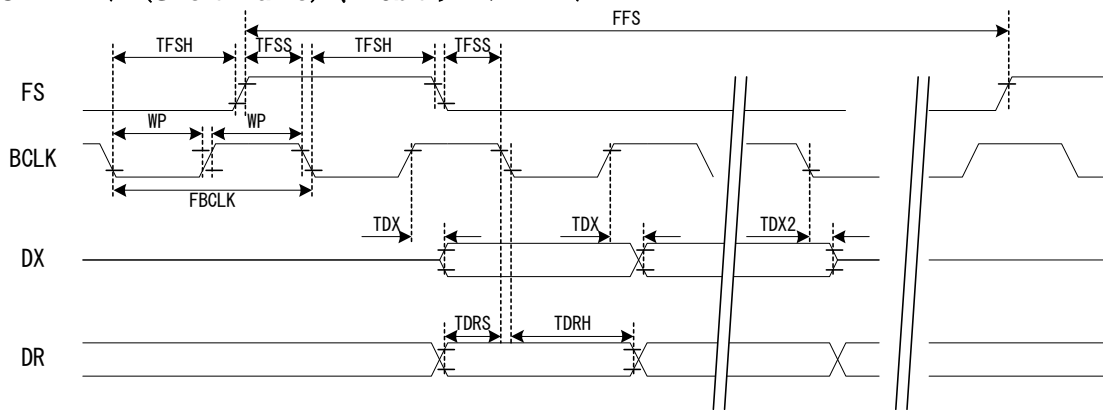 FFS
TFSH TFSS TFSH TFSS
FS
WP WP
BCLK
FBCLK
TDX TDX TDX2
DX
TDRS TDRH
DR